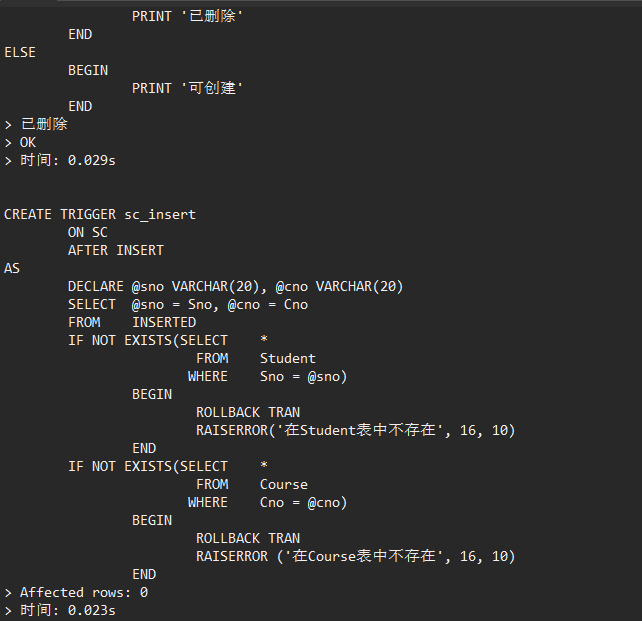 PRINT '已删除'
END
ELSE
BEGIN
PRINT '可创建'
END
> 已删除
> OK
> 时间: 0.029s
CREATE TRIGGER sc_insert
ON SC
AFTER INSERT
AS
DECLARE @sno VARCHAR(20), @cno VARCHAR(20)
SELECT @sno = Sno, @cno = Cno
FROM INSERTED
IF NOT EXISTS(SELECT *
FROM Student
WHERE Sno = @sno)
BEGIN
ROLLBACK TRAN
RAISERROR('在Student表中不存在', 16, 10)
END
IF NOT EXISTS(SELECT *
FROM Course
WHERE Cno = @cno)
BEGIN
ROLLBACK TRAN
RAISERROR ('在Course表中不存在', 16, 10)
END
> Affected rows: 0
> 时间: 0.023s